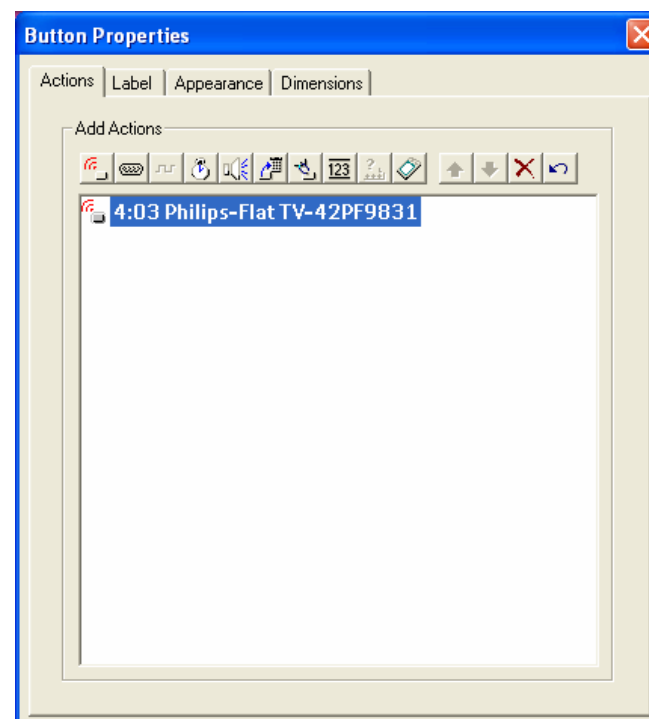 Button Properties
Actions Label Appearance Dimensions
Add Actions
123 ?
4:03 Philips-Flat TV-42PF9831